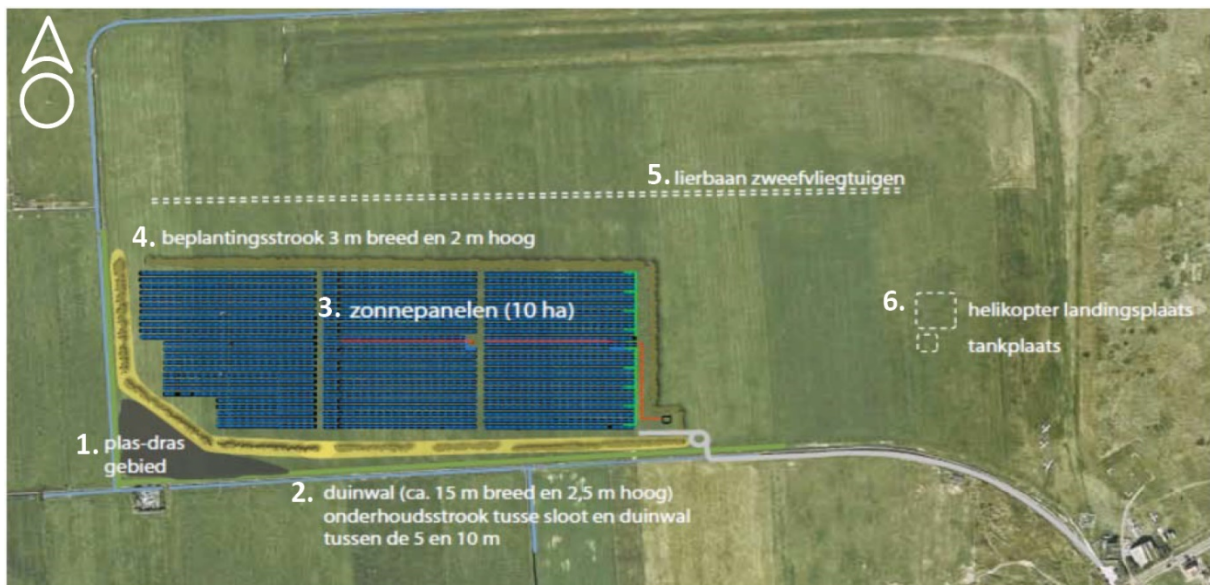 5. lierbaan zweefvliegtuigen
4. beplantingsstrook 3 m breed en 2 m hoog
3. zonnepanelen (10 ha)
6. helikopter landingsplaats
tankplaats
1. plas-dras
gebied
2. duinwal (ca. 15 m breed en 2,5 m hoog)
onderhoudsstrook tusse sloot en duinwal
tussen de 5 en 10 m